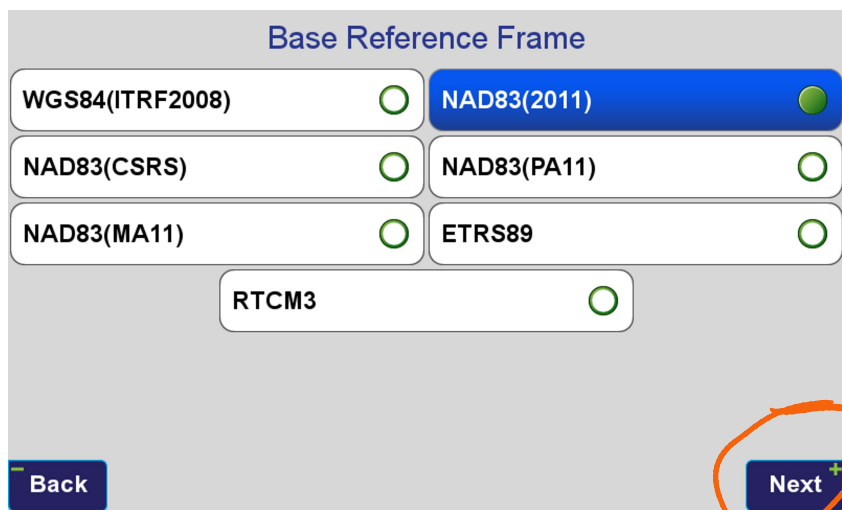 Base Reference Frame
WGS84(ITRF2008) NAD83(2011)
NAD83(CSRS) NAD83(PA11)
NAD83(MA11) ETRS89
RTCM3
- Back Next +